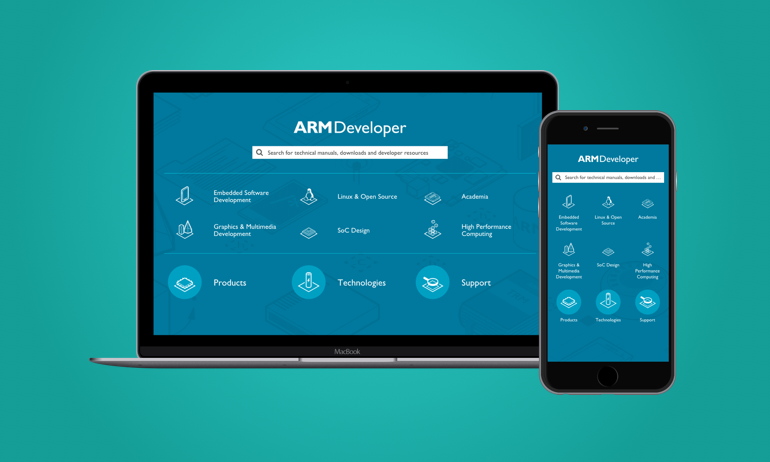 ARM Developer
Search for technical manuals, downloads and developer resources
Embedded Software
Development
Linux & Open Source
Academia
Graphics & Multimedia
Development
SoC Design
High Performance
Computing
Products
Technologies
Support
MacBook
ARM Developer
Search for technical manuals, downloads and ...
Embedded
Software
Development
Linux & Open
Source
Academia
Graphics &
Multimedia
Development
SoC Design
High
Performance
Computing
Products
Technologies
Support